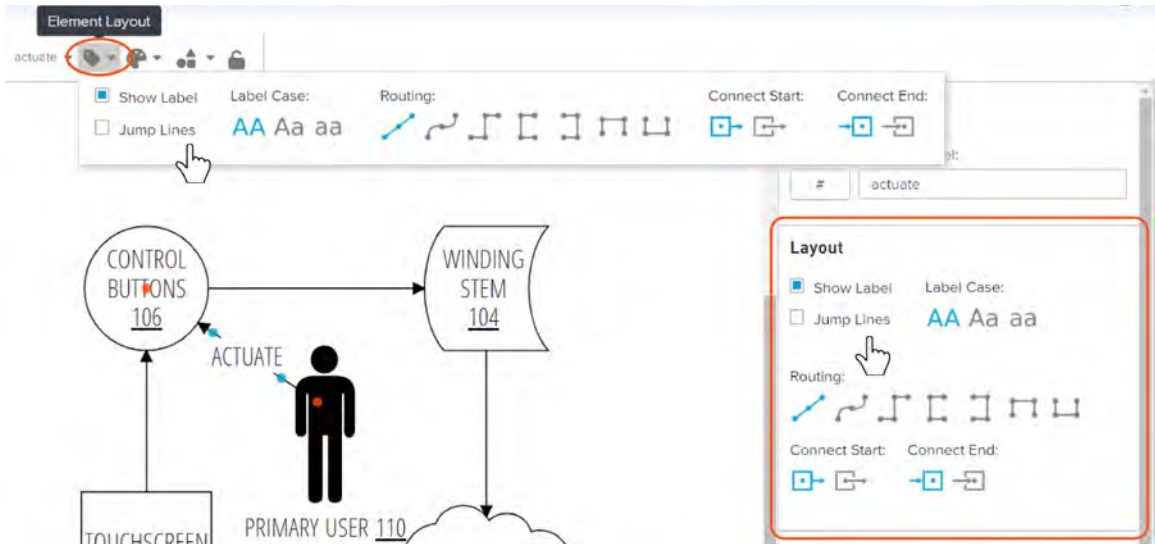 Element Layout
actuate
Show Label Label Case: Routing: Connect Start: Connect End:
Jump Lines AA Aa aa
# actuate
Layout
Show Label Label Case:
Jump Lines AA Aa aa
Routing:
Connect Start: Connect End:
CONTROL
BUTTONS
106
WINDING
STEM
104
ACTUATE
PRIMARY USER 110
TOUCHSCREEN